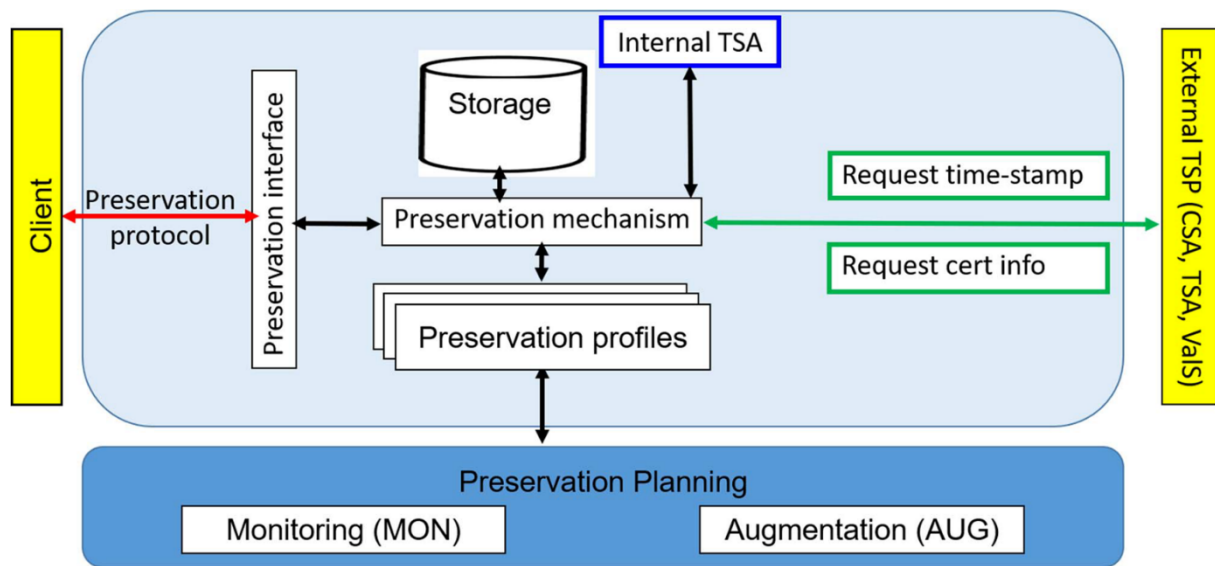 Client
Preservation
protocol
Preservation interface
Storage
Internal TSA
Preservation mechanism
Preservation profiles
Request time-stamp
Request cert info
External TSP (CSA, TSA, ValS)
Preservation Planning
Monitoring (MON)
Augmentation (AUG)